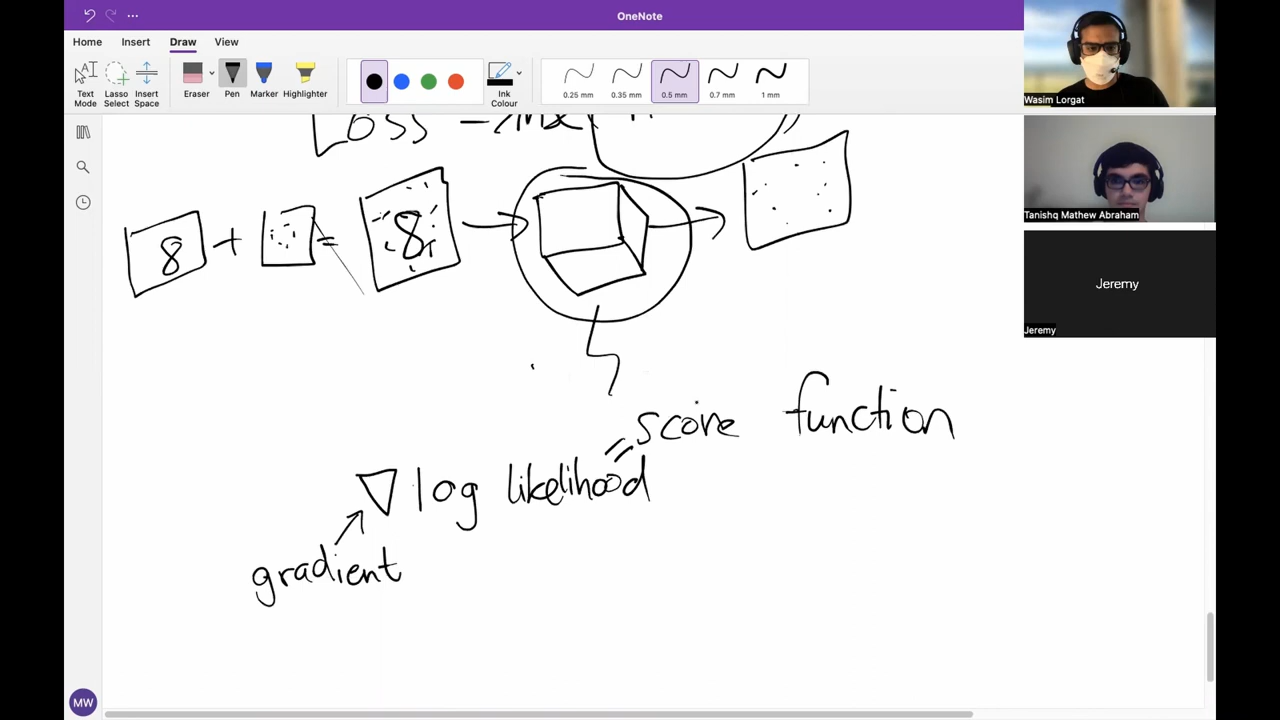 OneNote
Home Insert Draw View
Text Mode
Lasso Select
Insert Space
Eraser
Pen
Marker
Highlighter
Ink Colour
0.25 mm
0.35 mm
0.5 mm
0.7 mm
1 mm
Wasim Lorgat
Tanishq Mathew Abraham
Jeremy
Jeremy
Loss =
8 + = 8
= score function
∇ log likelihood
gradient
MW